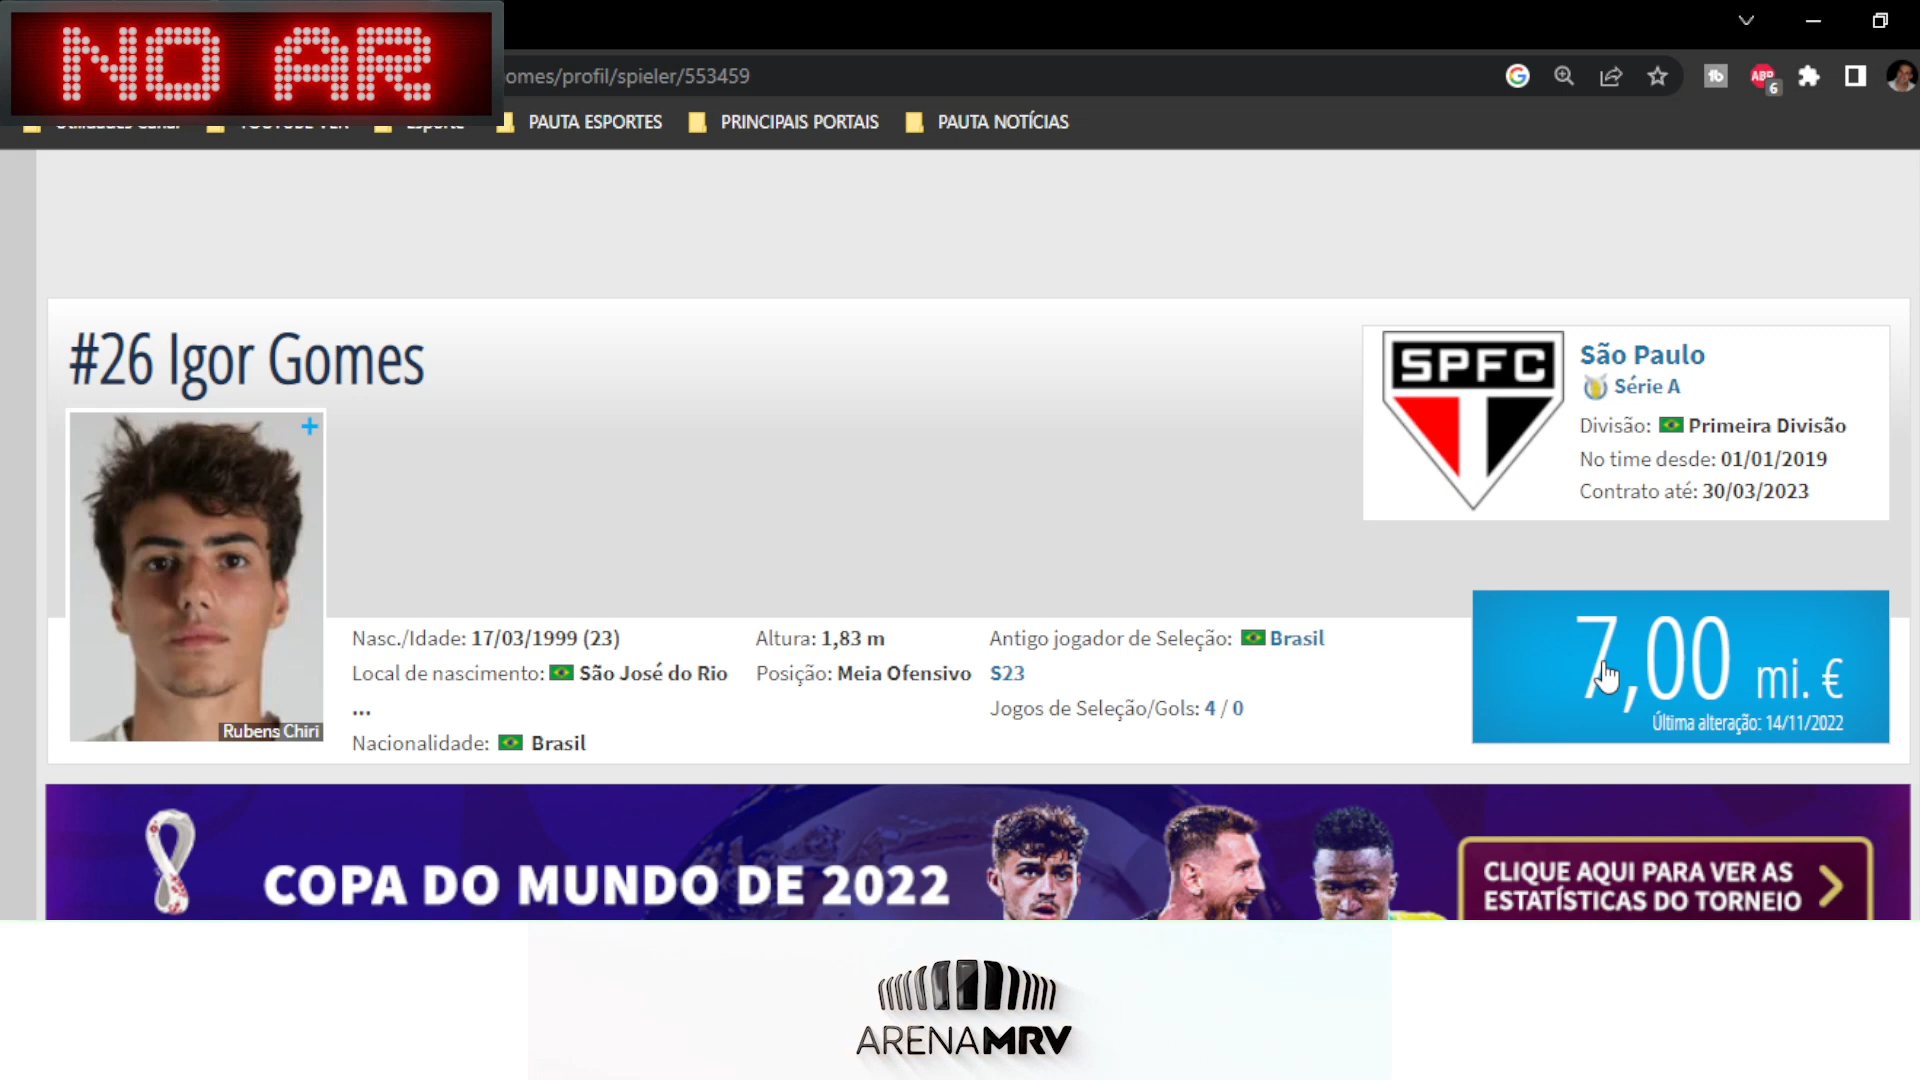 NO AR
omes/profil/spieler/553459
ABP
6
PAUTA ESPORTES
PRINCIPAIS PORTAIS
PAUTA NOTÍCIAS
#26 Igor Gomes
SPFC
São Paulo
Série A
Divisão: Primeira Divisão
No time desde: 01/01/2019
Contrato até: 30/03/2023
Rubens Chiri
Nasc./Idade: 17/03/1999 (23)
Local de nascimento: São José do Rio
...
Nacionalidade: Brasil
Altura: 1,83 m
Posição: Meia Ofensivo
Antigo jogador de Seleção: Brasil
S23
Jogos de Seleção/Gols: 4 / 0
7,00 mi. €
Última alteração: 14/11/2022
COPA DO MUNDO DE 2022
CLIQUE AQUI PARA VER AS
ESTATÍSTICAS DO TORNEIO
ARENAMRV